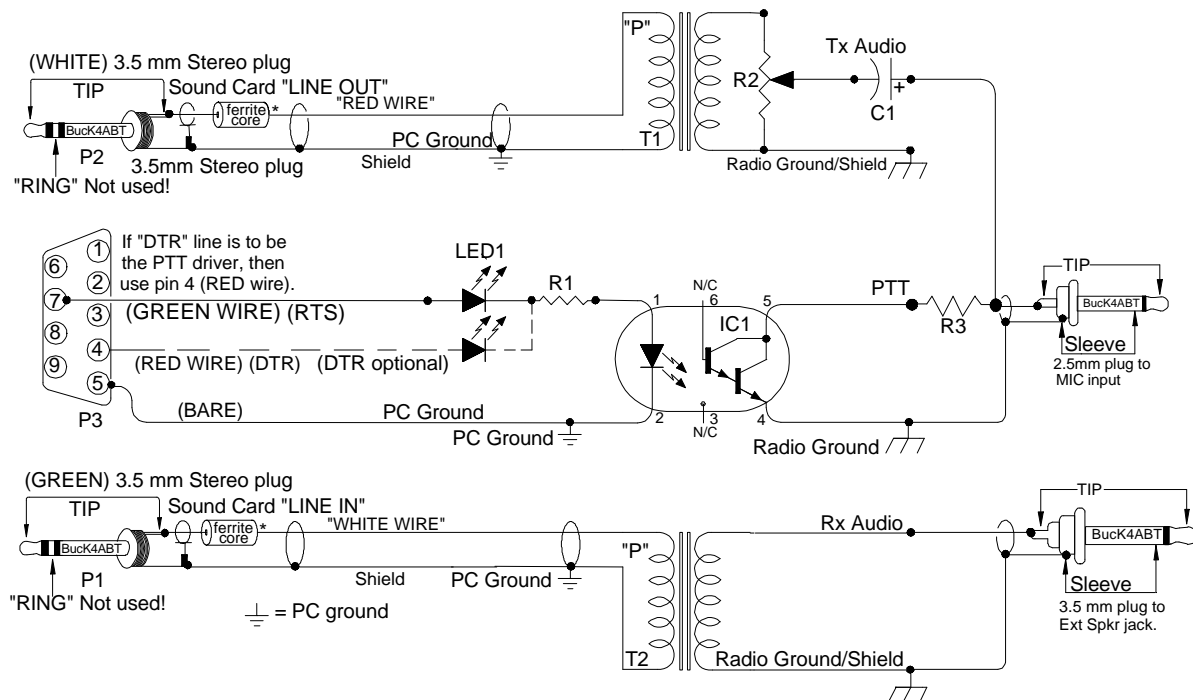 "P"
(WHITE) 3.5 mm Stereo plug
TIP
Sound Card "LINE OUT"
ferrite
core
*
"RED WIRE"
BucK4ABT
P2
3.5mm Stereo plug
"RING" Not used!
PC Ground
Shield
T1
R2
Tx Audio
+
C1
Radio Ground/Shield
1
2
3
4
5
6
7
8
9
P3
If "DTR" line is to be
the PTT driver, then
use pin 4 (RED wire).
(GREEN WIRE) (RTS)
(RED WIRE) (DTR)
(DTR optional)
(BARE)
PC Ground
PC Ground
LED1
R1
1
N/C
6
5
IC1
2
N/C
3
4
PTT
R3
Radio Ground
TIP
BucK4ABT
Sleeve
2.5mm plug to
MIC input
(GREEN) 3.5 mm Stereo plug
TIP
Sound Card "LINE IN"
ferrite
core
*
"WHITE WIRE"
BucK4ABT
P1
"RING" Not used!
Shield
PC Ground
= PC ground
"P"
T2
Rx Audio
Radio Ground/Shield
TIP
BucK4ABT
Sleeve
3.5 mm plug to
Ext Spkr jack.